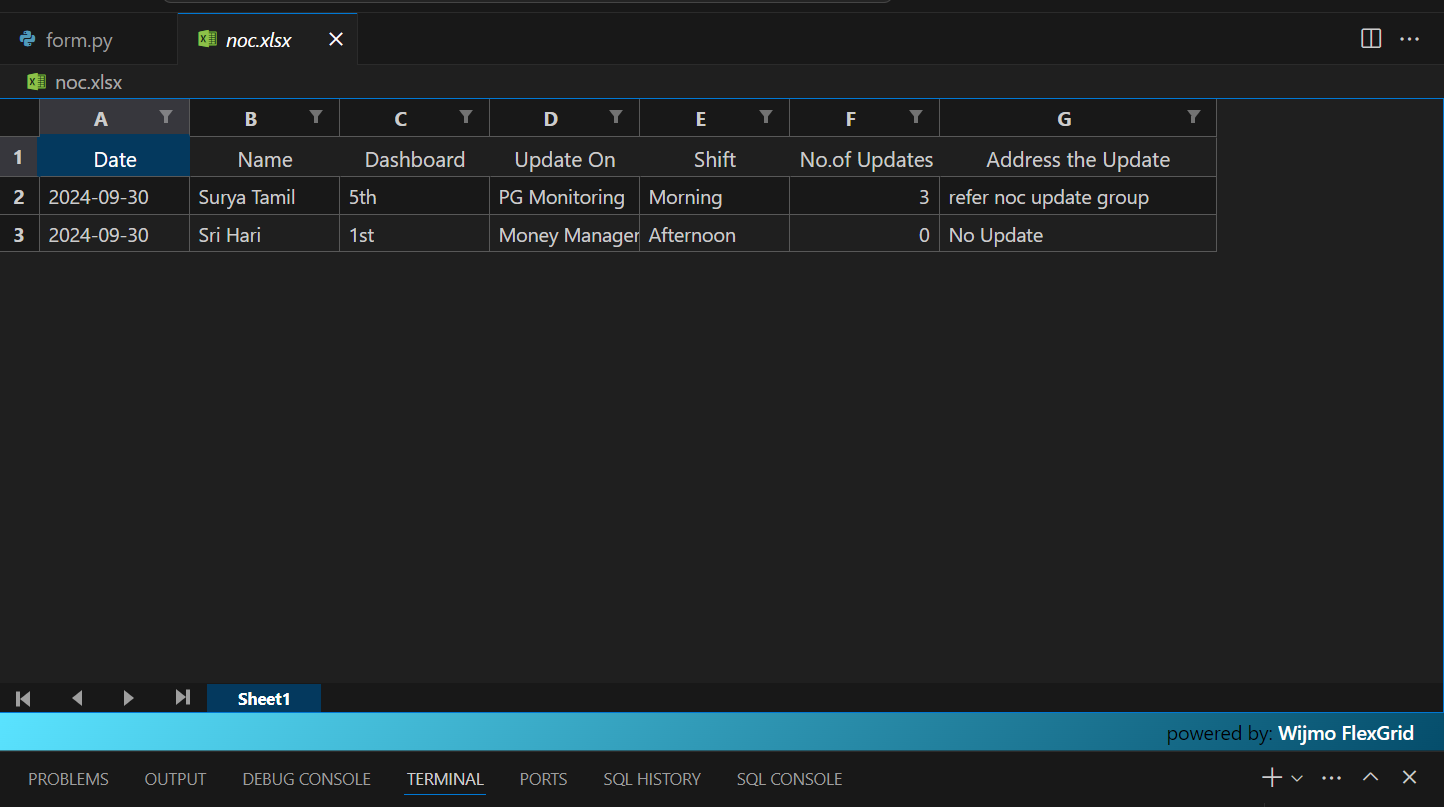 form.py noc.xlsx
noc.xlsx
A B C D E F G
1 Date Name Dashboard Update On Shift No.of Updates Address the Update
2 2024-09-30 Surya Tamil 5th PG Monitoring Morning 3 refer noc update group
3 2024-09-30 Sri Hari 1st Money Manager Afternoon 0 No Update
Sheet1
powered by: Wijmo FlexGrid
PROBLEMS OUTPUT DEBUG CONSOLE TERMINAL PORTS SQL HISTORY SQL CONSOLE